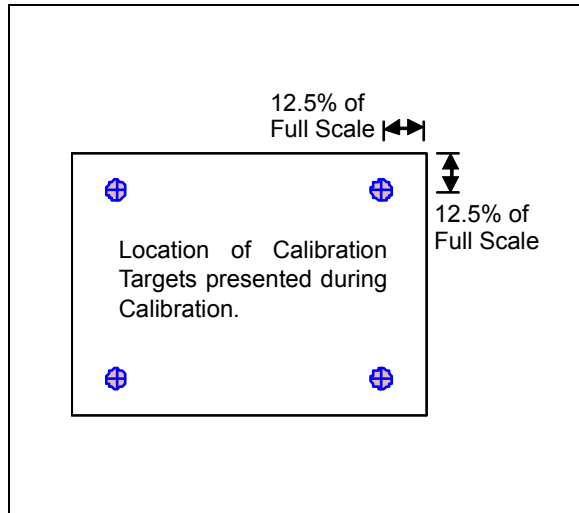 12.5% of
Full Scale
12.5% of
Full Scale
Location of Calibration
Targets presented during
Calibration.